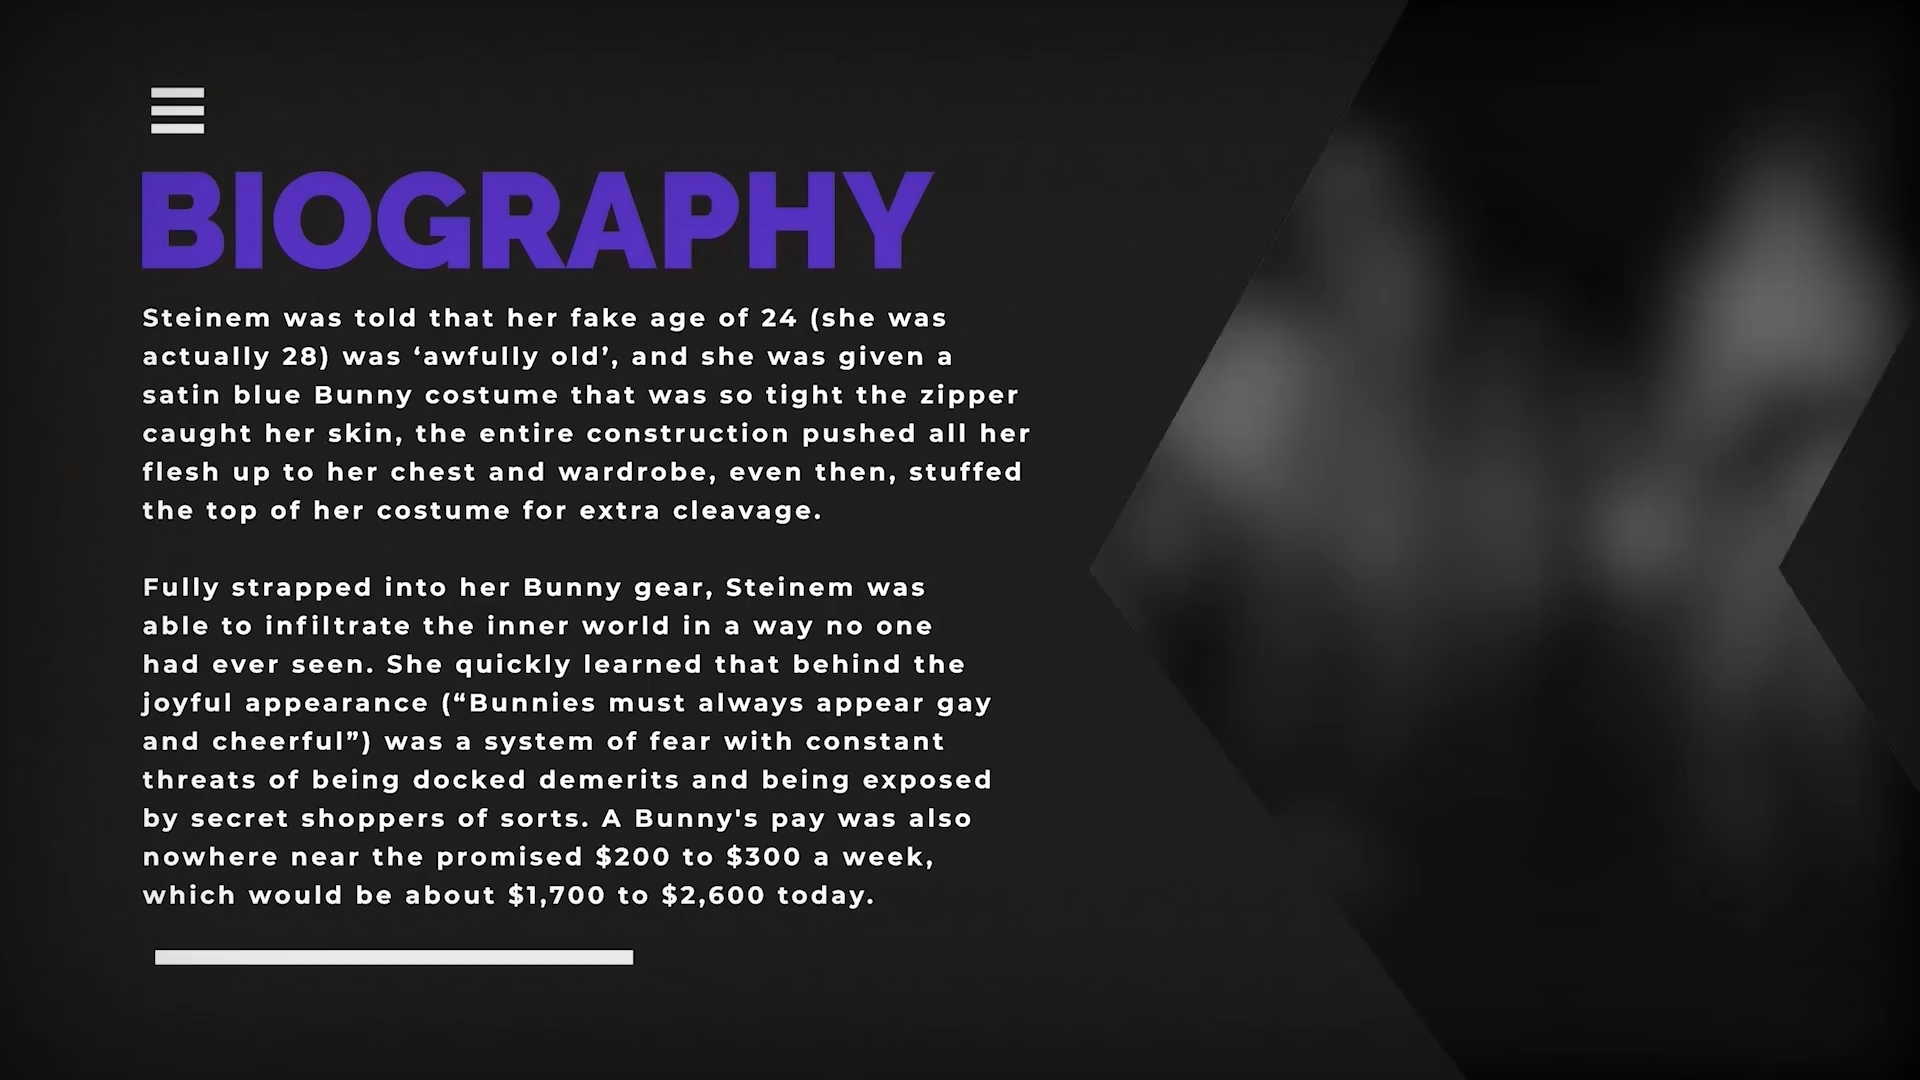 BIOGRAPHY
Steinem was told that her fake age of 24 (she was
actually 28) was ‘awfully old’, and she was given a
satin blue Bunny costume that was so tight the zipper
caught her skin, the entire construction pushed all her
flesh up to her chest and wardrobe, even then, stuffed
the top of her costume for extra cleavage.
Fully strapped into her Bunny gear, Steinem was
able to infiltrate the inner world in a way no one
had ever seen. She quickly learned that behind the
joyful appearance (“Bunnies must always appear gay
and cheerful”) was a system of fear with constant
threats of being docked demerits and being exposed
by secret shoppers of sorts. A Bunny's pay was also
nowhere near the promised $200 to $300 a week,
which would be about $1,700 to $2,600 today.